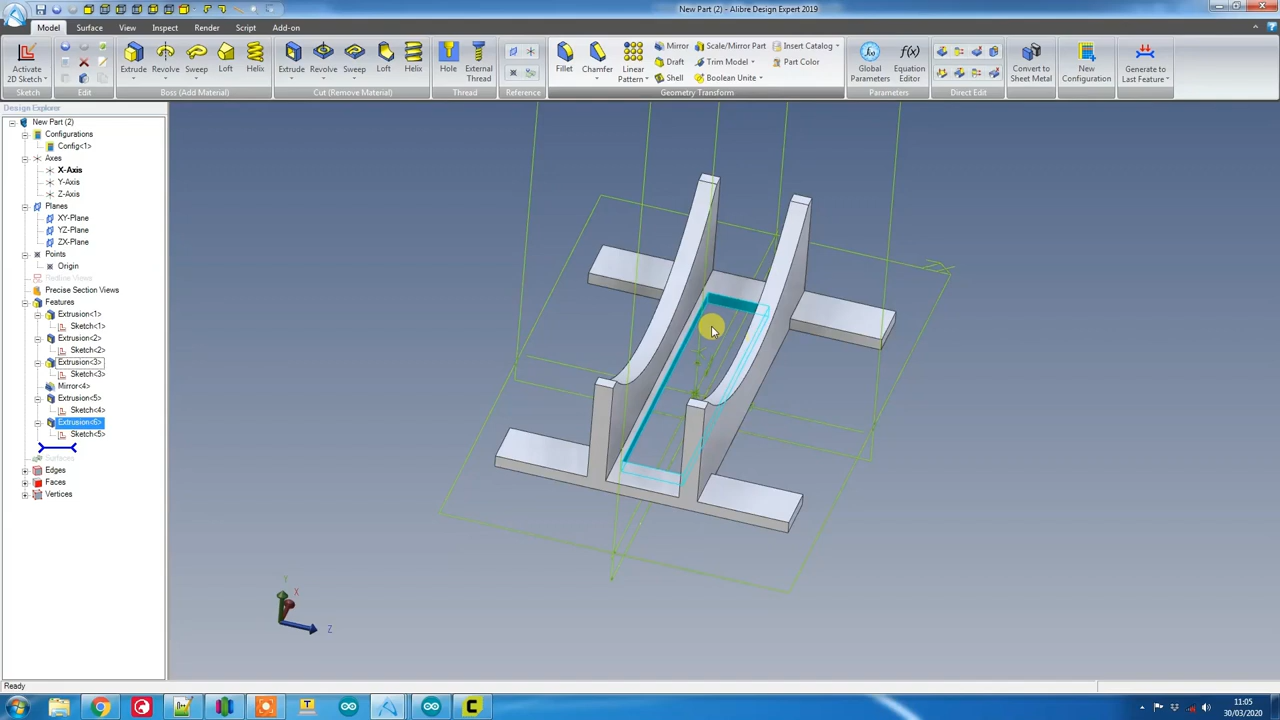 New Part (2) - Alibre Design Expert 2019
Model Surface View Inspect Render Script Add-on
Activate
2D Sketch
Extrude Revolve Sweep Loft Helix
Extrude Revolve Sweep Loft Helix
Hole External
Thread
Fillet Chamfer Linear
Pattern
Mirror Scale/Mirror Part Insert Catalog
Draft Trim Model Part Color
Shell Boolean Unite
Global
Parameters
Equation
Editor
Convert to
Sheet Metal
New
Configuration
Generate to
Last Feature
Sketch Edit Boss (Add Material) Cut (Remove Material) Thread Reference Geometry Transform Parameters Direct Edit
Design Explorer
New Part (2)
Configurations
Config<1>
Axes
X-Axis
Y-Axis
Z-Axis
Planes
XY-Plane
YZ-Plane
ZX-Plane
Points
Origin
Redline Views
Precise Section Views
Features
Extrusion<1>
Sketch<1>
Extrusion<2>
Sketch<2>
Extrusion<3>
Sketch<3>
Mirror<4>
Extrusion<5>
Sketch<4>
Extrusion<6>
Sketch<5>
Surfaces
Edges
Faces
Vertices
Y
X
Z
Ready
11:05
30/03/2020